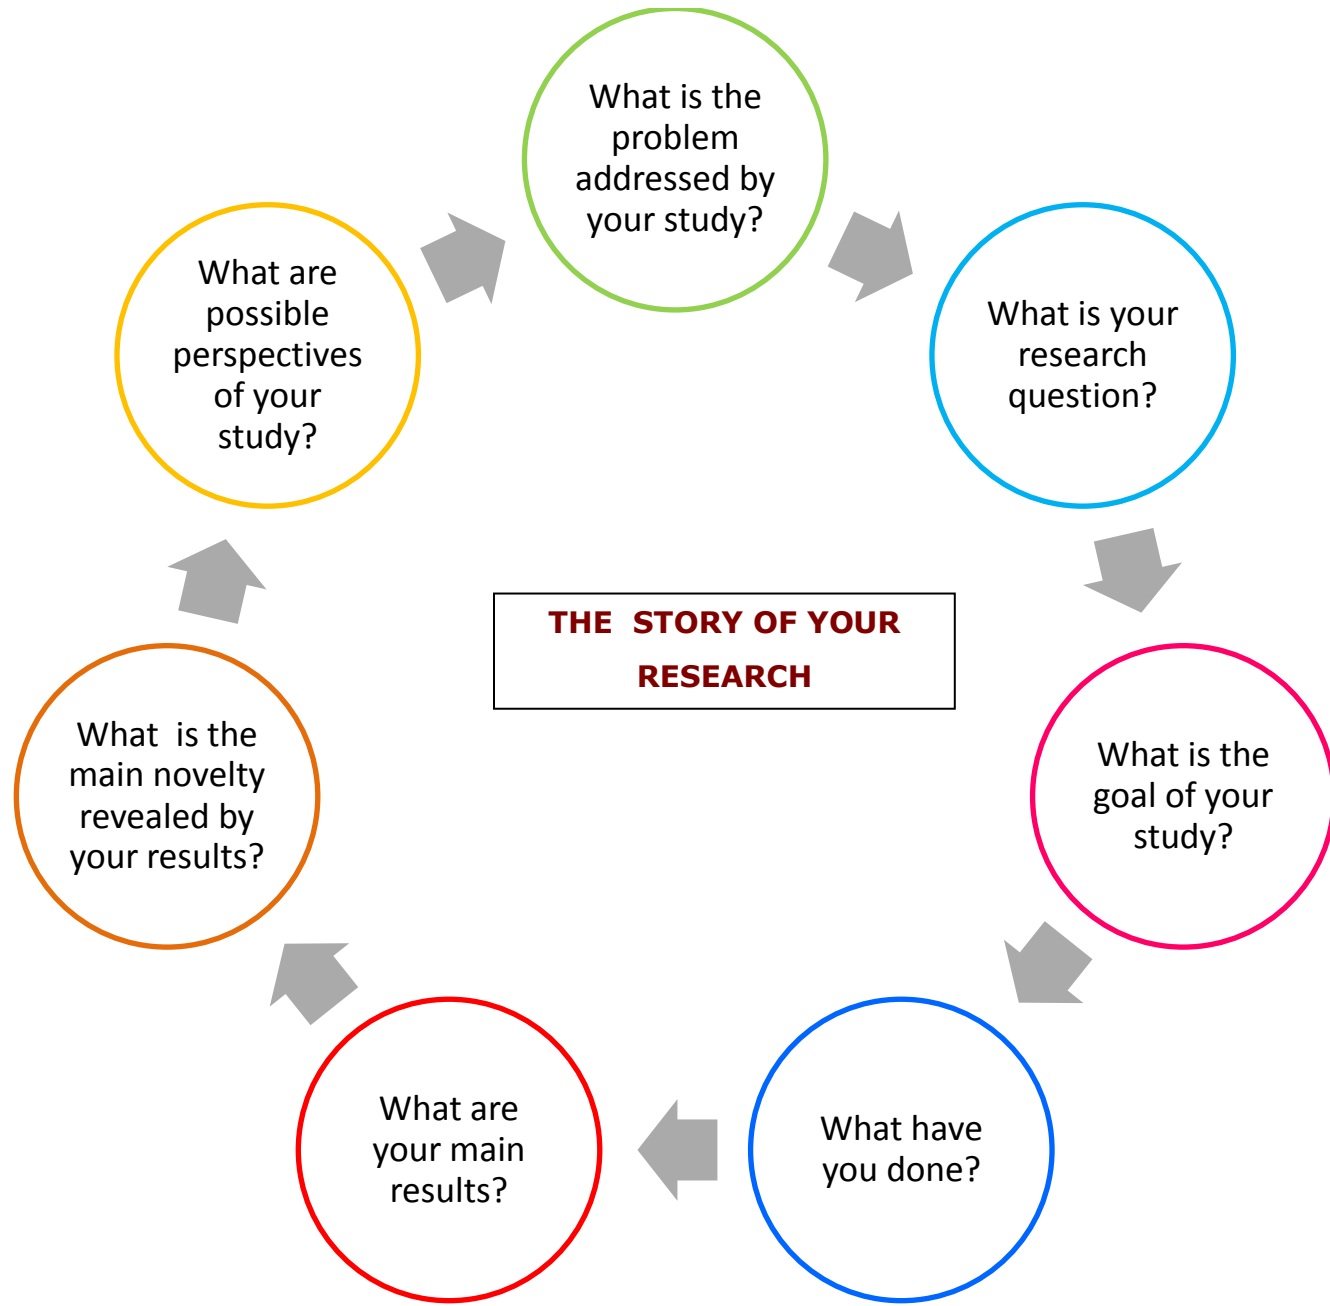 What is the
problem
addressed by
your study?
What is your
research
question?
What is the
goal of your
study?
What have
you done?
What are
your main
results?
What  is the
main novelty
revealed by
your results?
What are
possible
perspectives
of your
study?
THE  STORY OF YOUR
RESEARCH